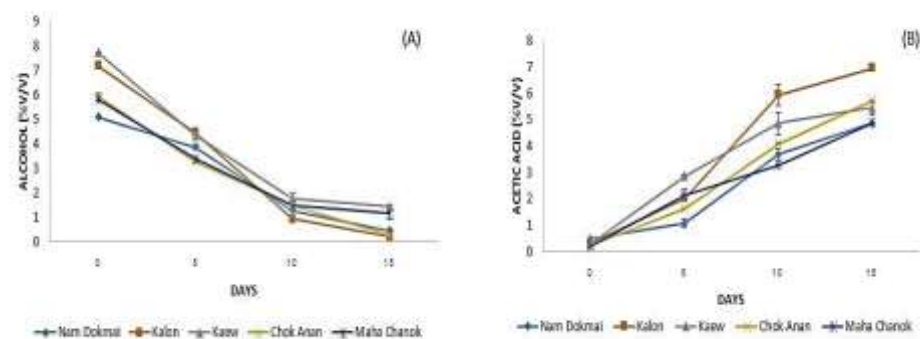 (A)
ALCOHOL (%V/V)
9
8
7
6
5
4
3
2
1
0
0 5 10 15
DAYS
Nam Dokmai Kalon Kaew Chok Anan Maha Chanok
(B)
ACETIC ACID (%V/V)
8
7
6
5
4
3
2
1
0
0 5 10 15
DAYS
Nam Dokmai Kalon Kaew Chok Anan Maha Chanok